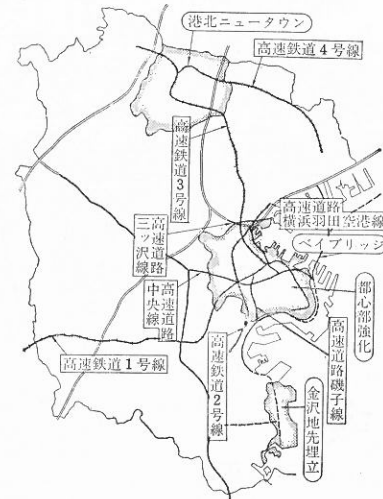 港北ニュータウン
高速鉄道4号線
高速鉄道3号線
高速道路
横浜羽田空港線
ベイブリッジ
高速道路
三ッ沢線
高速道路
中央線
都心部強化
高速道路磯子線
高速鉄道1号線
高速鉄道2号線
金沢地先埋立